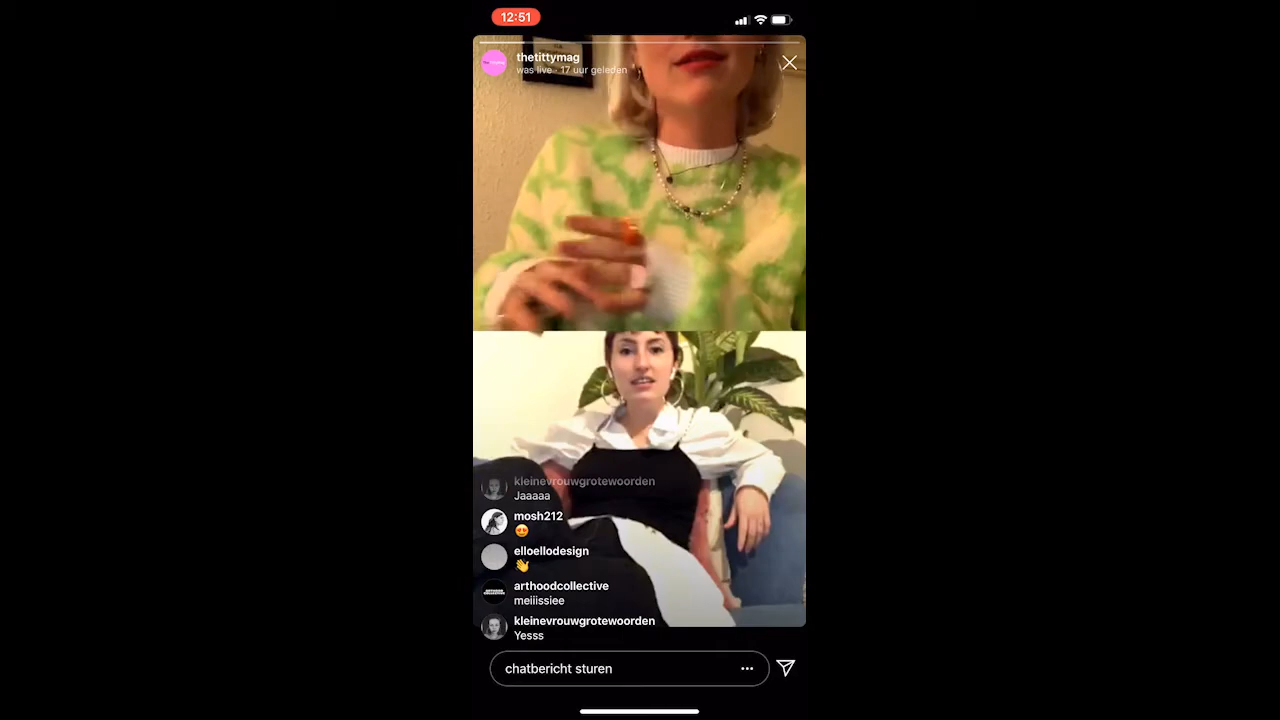 12:51
thetittymag
was live · 17 uur geleden
kleinevrouwgrotewoorden
Jaaaaa
mosh212
😍
elloellodesign
👋
arthoodcollective
meiiissiee
kleinevrouwgrotewoorden
Yesss
chatbericht sturen